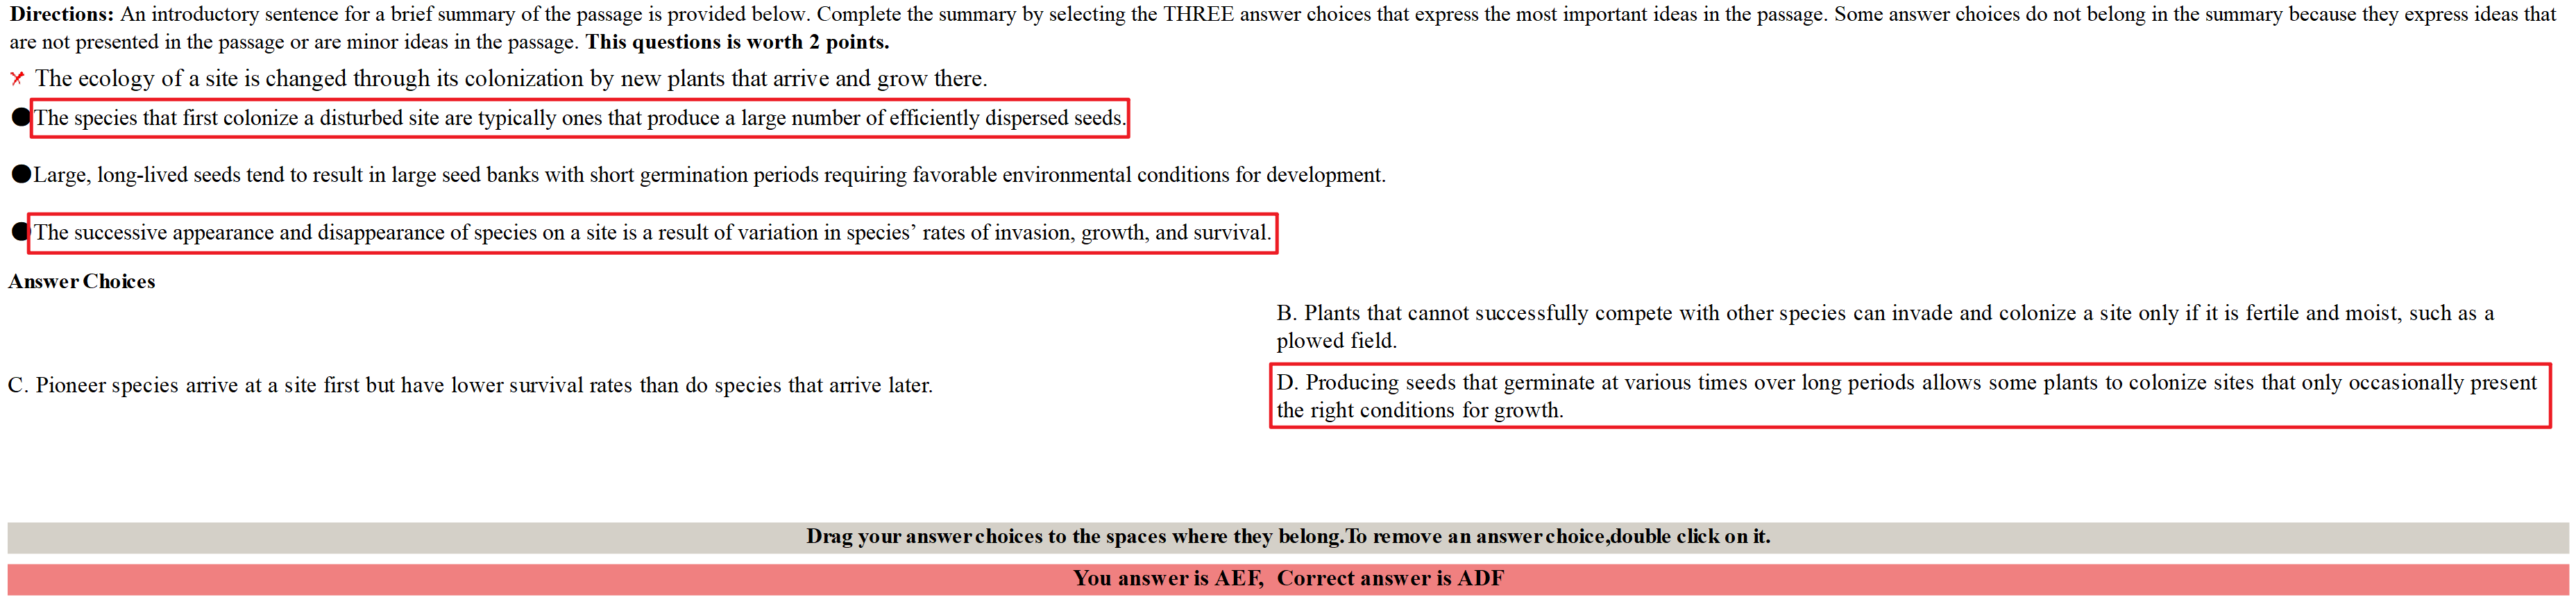 Directions: An introductory sentence for a brief summary of the passage is provided below. Complete the summary by selecting the THREE answer choices that express the most important ideas in the passage. Some answer choices do not belong in the summary because they express ideas that
are not presented in the passage or are minor ideas in the passage. This questions is worth 2 points.
The ecology of a site is changed through its colonization by new plants that arrive and grow there.
●The species that first colonize a disturbed site are typically ones that produce a large number of efficiently dispersed seeds.
●Large, long-lived seeds tend to result in large seed banks with short germination periods requiring favorable environmental conditions for development.
●The successive appearance and disappearance of species on a site is a result of variation in species’ rates of invasion, growth, and survival.
Answer Choices
B. Plants that cannot successfully compete with other species can invade and colonize a site only if it is fertile and moist, such as a
plowed field.
C. Pioneer species arrive at a site first but have lower survival rates than do species that arrive later.
D. Producing seeds that germinate at various times over long periods allows some plants to colonize sites that only occasionally present
the right conditions for growth.
Drag your answer choices to the spaces where they belong.To remove an answer choice,double click on it.
You answer is AEF, Correct answer is ADF